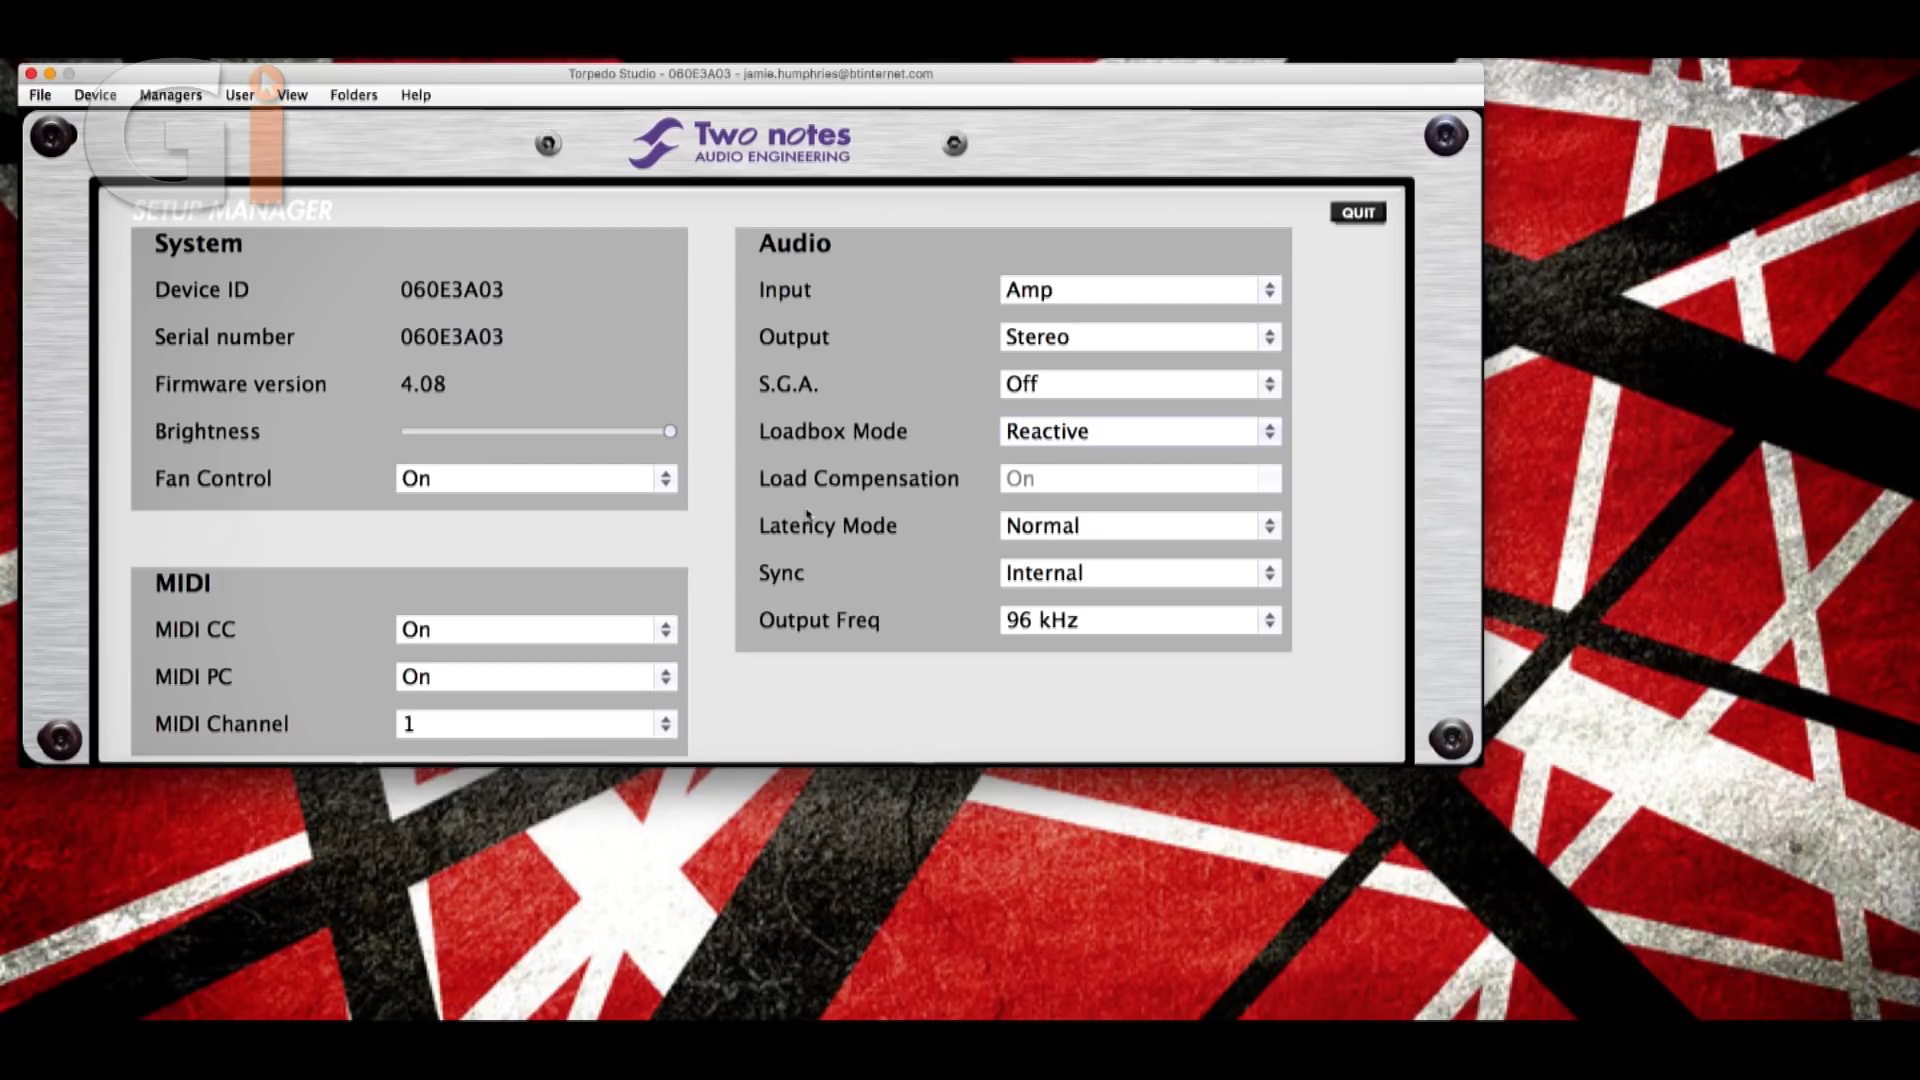 Torpedo Studio - 060E3A03 - jamie.humphries@btinternet.com
File Device Managers User View Folders Help
Gi
Two notes
AUDIO ENGINEERING
SETUP MANAGER
QUIT
System
Device ID 060E3A03
Serial number 060E3A03
Firmware version 4.08
Brightness
Fan Control On
MIDI
MIDI CC On
MIDI PC On
MIDI Channel 1
Audio
Input Amp
Output Stereo
S.G.A. Off
Loadbox Mode Reactive
Load Compensation On
Latency Mode Normal
Sync Internal
Output Freq 96 kHz